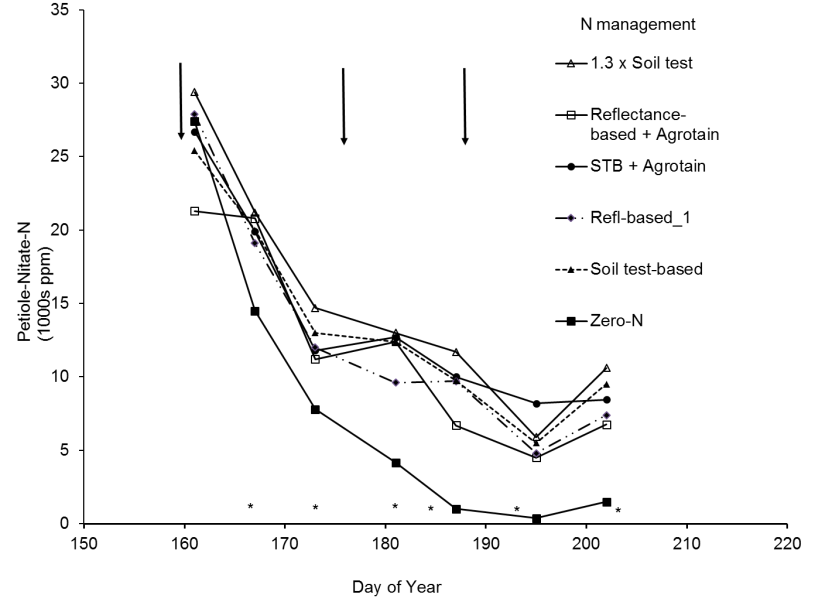 35
30
25
20
15
10
5
0
150
160
170
180
190
200
210
220
Petiole-Nitate-N
(1000s ppm)
Day of Year
N management
1.3 x Soil test
Reflectance-
based + Agrotain
STB + Agrotain
Refl-based_1
Soil test-based
Zero-N
* * * * * *